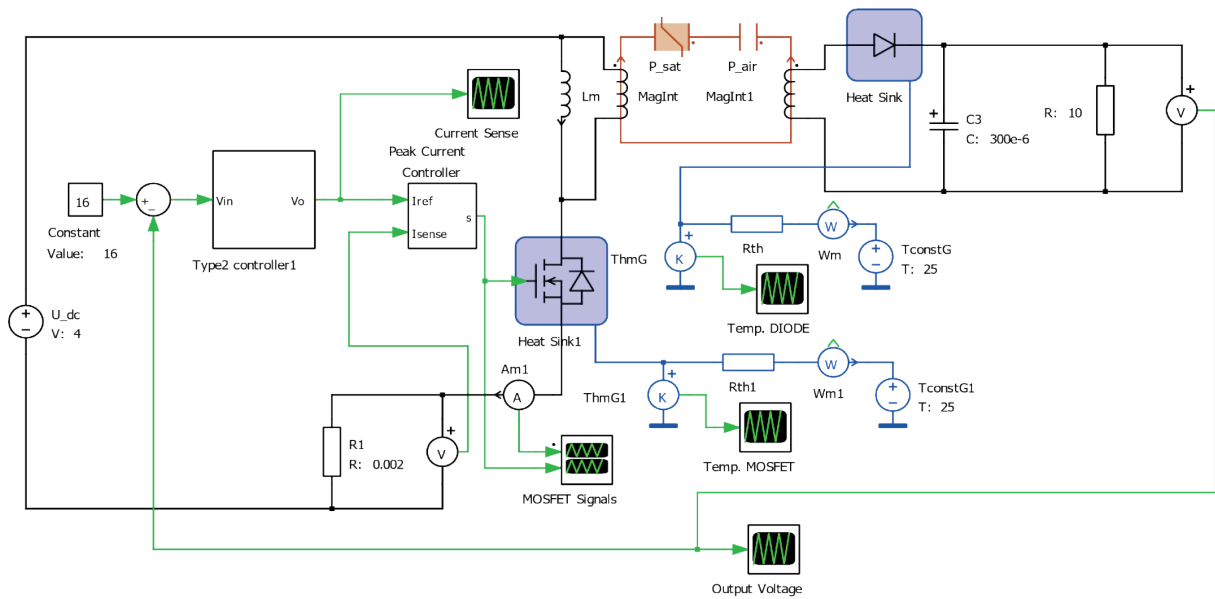 P_sat
P_air
Lm
MagInt
MagInt1
Heat Sink
+
C3
C: 300e-6
R: 10
+
V
Current Sense
Peak Current
Controller
16
+
−
Constant
Value: 16
Vin
Vo
Type2 controller1
Iref
Isense
s
ThmG
Heat Sink1
+
K
Rth
W
Wm
+
−
TconstG
T: 25
Temp. DIODE
+
−
U_dc
V: 4
Am1
A
ThmG1
+
K
Rth1
W
Wm1
+
−
TconstG1
T: 25
R1
R: 0.002
+
V
Temp. MOSFET
MOSFET Signals
Output Voltage